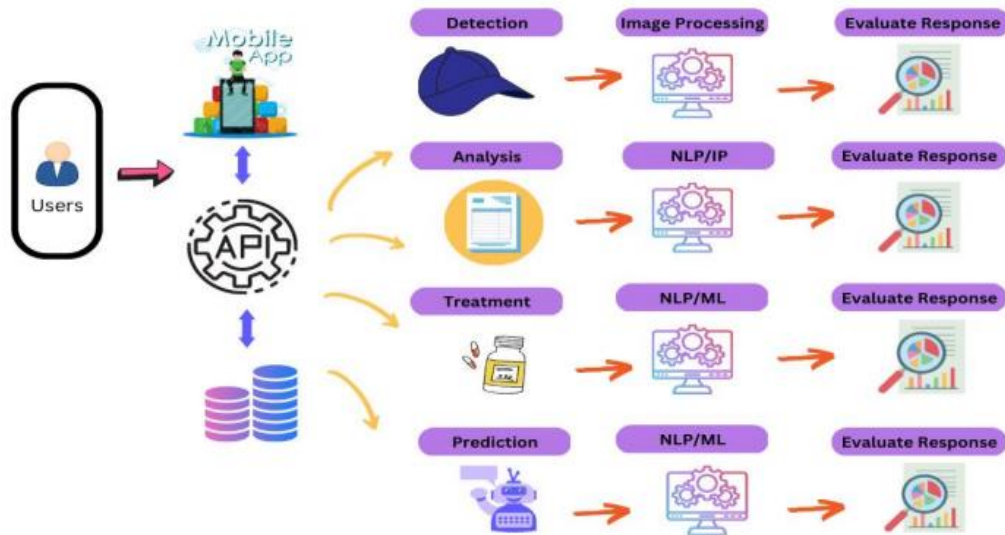 Detection
Image Processing
Evaluate Response
Mobile
App
Users
Analysis
NLP/IP
Evaluate Response
API
Treatment
NLP/ML
Evaluate Response
Prediction
NLP/ML
Evaluate Response